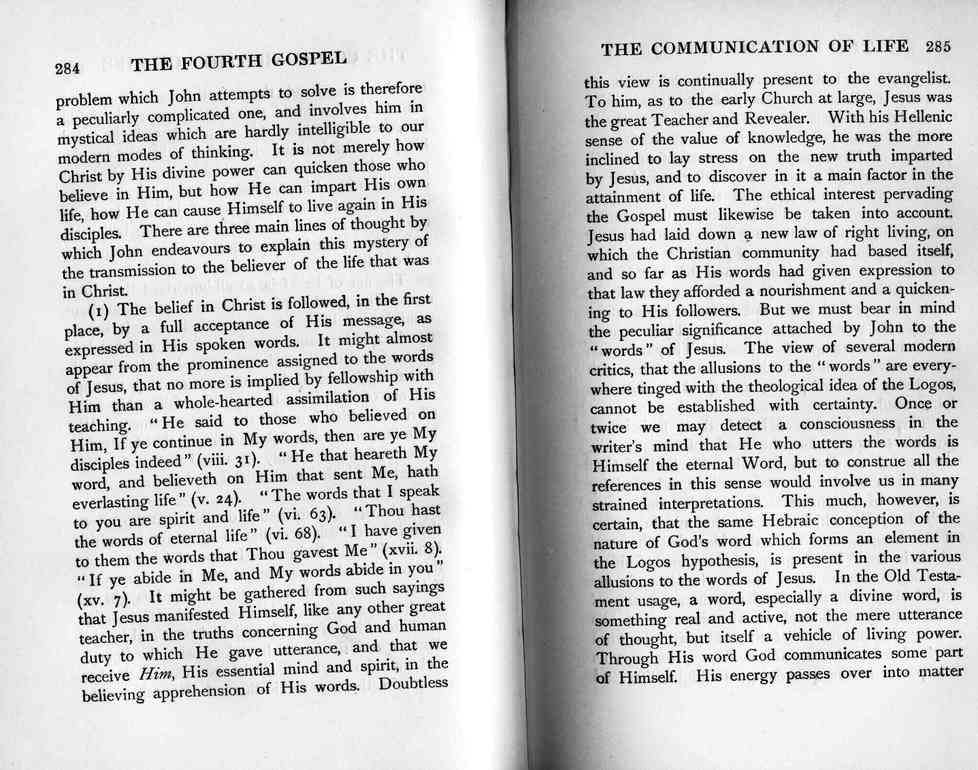 284 THE FOURTH GOSPEL
problem which John attempts to solve is therefore
a peculiarly complicated one, and involves him in
mystical ideas which are hardly intelligible to our
modern modes of thinking. It is not merely how
Christ by His divine power can quicken those who
believe in Him, but how He can impart His own
life, how He can cause Himself to live again in His
disciples. There are three main lines of thought by
which John endeavours to explain this mystery of
the transmission to the believer of the life that was
in Christ.
(1) The belief in Christ is followed, in the first
place, by a full acceptance of His message, as
expressed in His spoken words. It might almost
appear from the prominence assigned to the words
of Jesus, that no more is implied by fellowship with
Him than a whole-hearted assimilation of His
teaching. "He said to those who believed on
Him, If ye continue in My words, then are ye My
disciples indeed" (viii. 31). "He that heareth My
word, and believeth on Him that sent Me, hath
everlasting life" (v. 24). "The words that I speak
to you are spirit and life" (vi. 63). "Thou hast
the words of eternal life" (vi. 68). "I have given
to them the words that Thou gavest Me" (xvii. 8).
"If ye abide in Me, and My words abide in you"
(xv. 7). It might be gathered from such sayings
that Jesus manifested Himself, like any other great
teacher, in the truths concerning God and human
duty to which He gave utterance, and that we
receive Him, His essential mind and spirit, in the
believing apprehension of His words. Doubtless
THE COMMUNICATION OF LIFE 285
this view is continually present to the evangelist.
To him, as to the early Church at large, Jesus was
the great Teacher and Revealer. With his Hellenic
sense of the value of knowledge, he was the more
inclined to lay stress on the new truth imparted
by Jesus, and to discover in it a main factor in the
attainment of life. The ethical interest pervading
the Gospel must likewise be taken into account.
Jesus had laid down a new law of right living, on
which the Christian community had based itself,
and so far as His words had given expression to
that law they afforded a nourishment and a quicken-
ing to His followers. But we must bear in mind
the peculiar significance attached by John to the
"words" of Jesus. The view of several modern
critics, that the allusions to the "words" are every-
where tinged with the theological idea of the Logos,
cannot be established with certainty. Once or
twice we may detect a consciousness in the
writer's mind that He who utters the words is
Himself the eternal Word, but to construe all the
references in this sense would involve us in many
strained interpretations. This much, however, is
certain, that the same Hebraic conception of the
nature of God's word which forms an element in
the Logos hypothesis, is present in the various
allusions to the words of Jesus. In the Old Testa-
ment usage, a word, especially a divine word, is
something real and active, not the mere utterance
of thought, but itself a vehicle of living power.
Through His word God communicates some part
of Himself. His energy passes over into matter